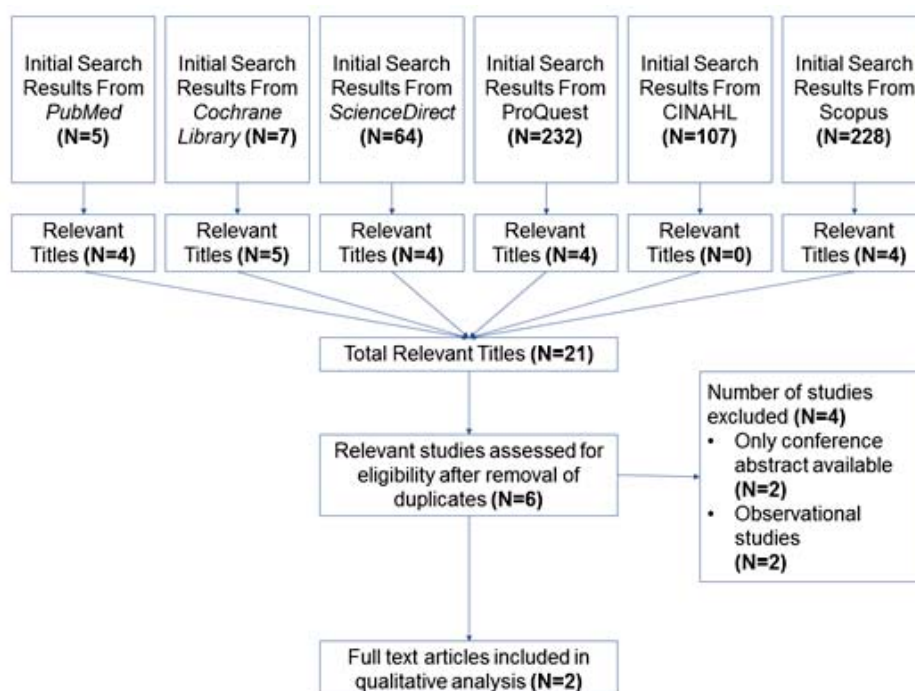 Initial Search
Results From
PubMed
(N=5)
Initial Search
Results From
Cochrane
Library (N=7)
Initial Search
Results From
ScienceDirect
(N=64)
Initial Search
Results From
ProQuest
(N=232)
Initial Search
Results From
CINAHL
(N=107)
Initial Search
Results From
Scopus
(N=228)
Relevant
Titles (N=4)
Relevant
Titles (N=5)
Relevant
Titles (N=4)
Relevant
Titles (N=4)
Relevant
Titles (N=0)
Relevant
Titles (N=4)
Total Relevant Titles (N=21)
Relevant studies assessed for
eligibility after removal of
duplicates (N=6)
Number of studies
excluded (N=4)
• Only conference
abstract available
(N=2)
• Observational
studies
(N=2)
Full text articles included in
qualitative analysis (N=2)